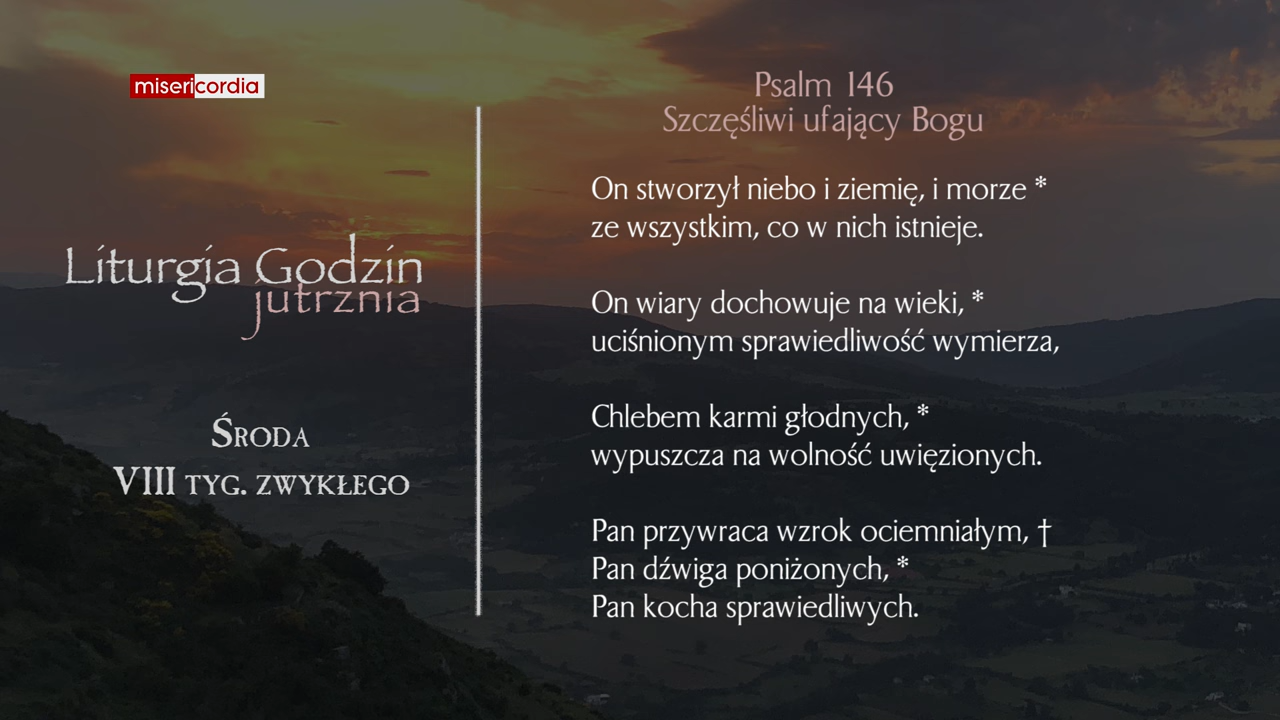 misericordia
Liturgia Godzin
jutrznia
Środa
VIII tyg. zwykłego
Psalm 146
Szczęśliwi ufający Bogu
On stworzył niebo i ziemię, i morze *
ze wszystkim, co w nich istnieje.
On wiary dochowuje na wieki, *
uciśnionym sprawiedliwość wymierza,
Chlebem karmi głodnych, *
wypuszcza na wolność uwięzionych.
Pan przywraca wzrok ociemniałym, †
Pan dźwiga poniżonych, *
Pan kocha sprawiedliwych.